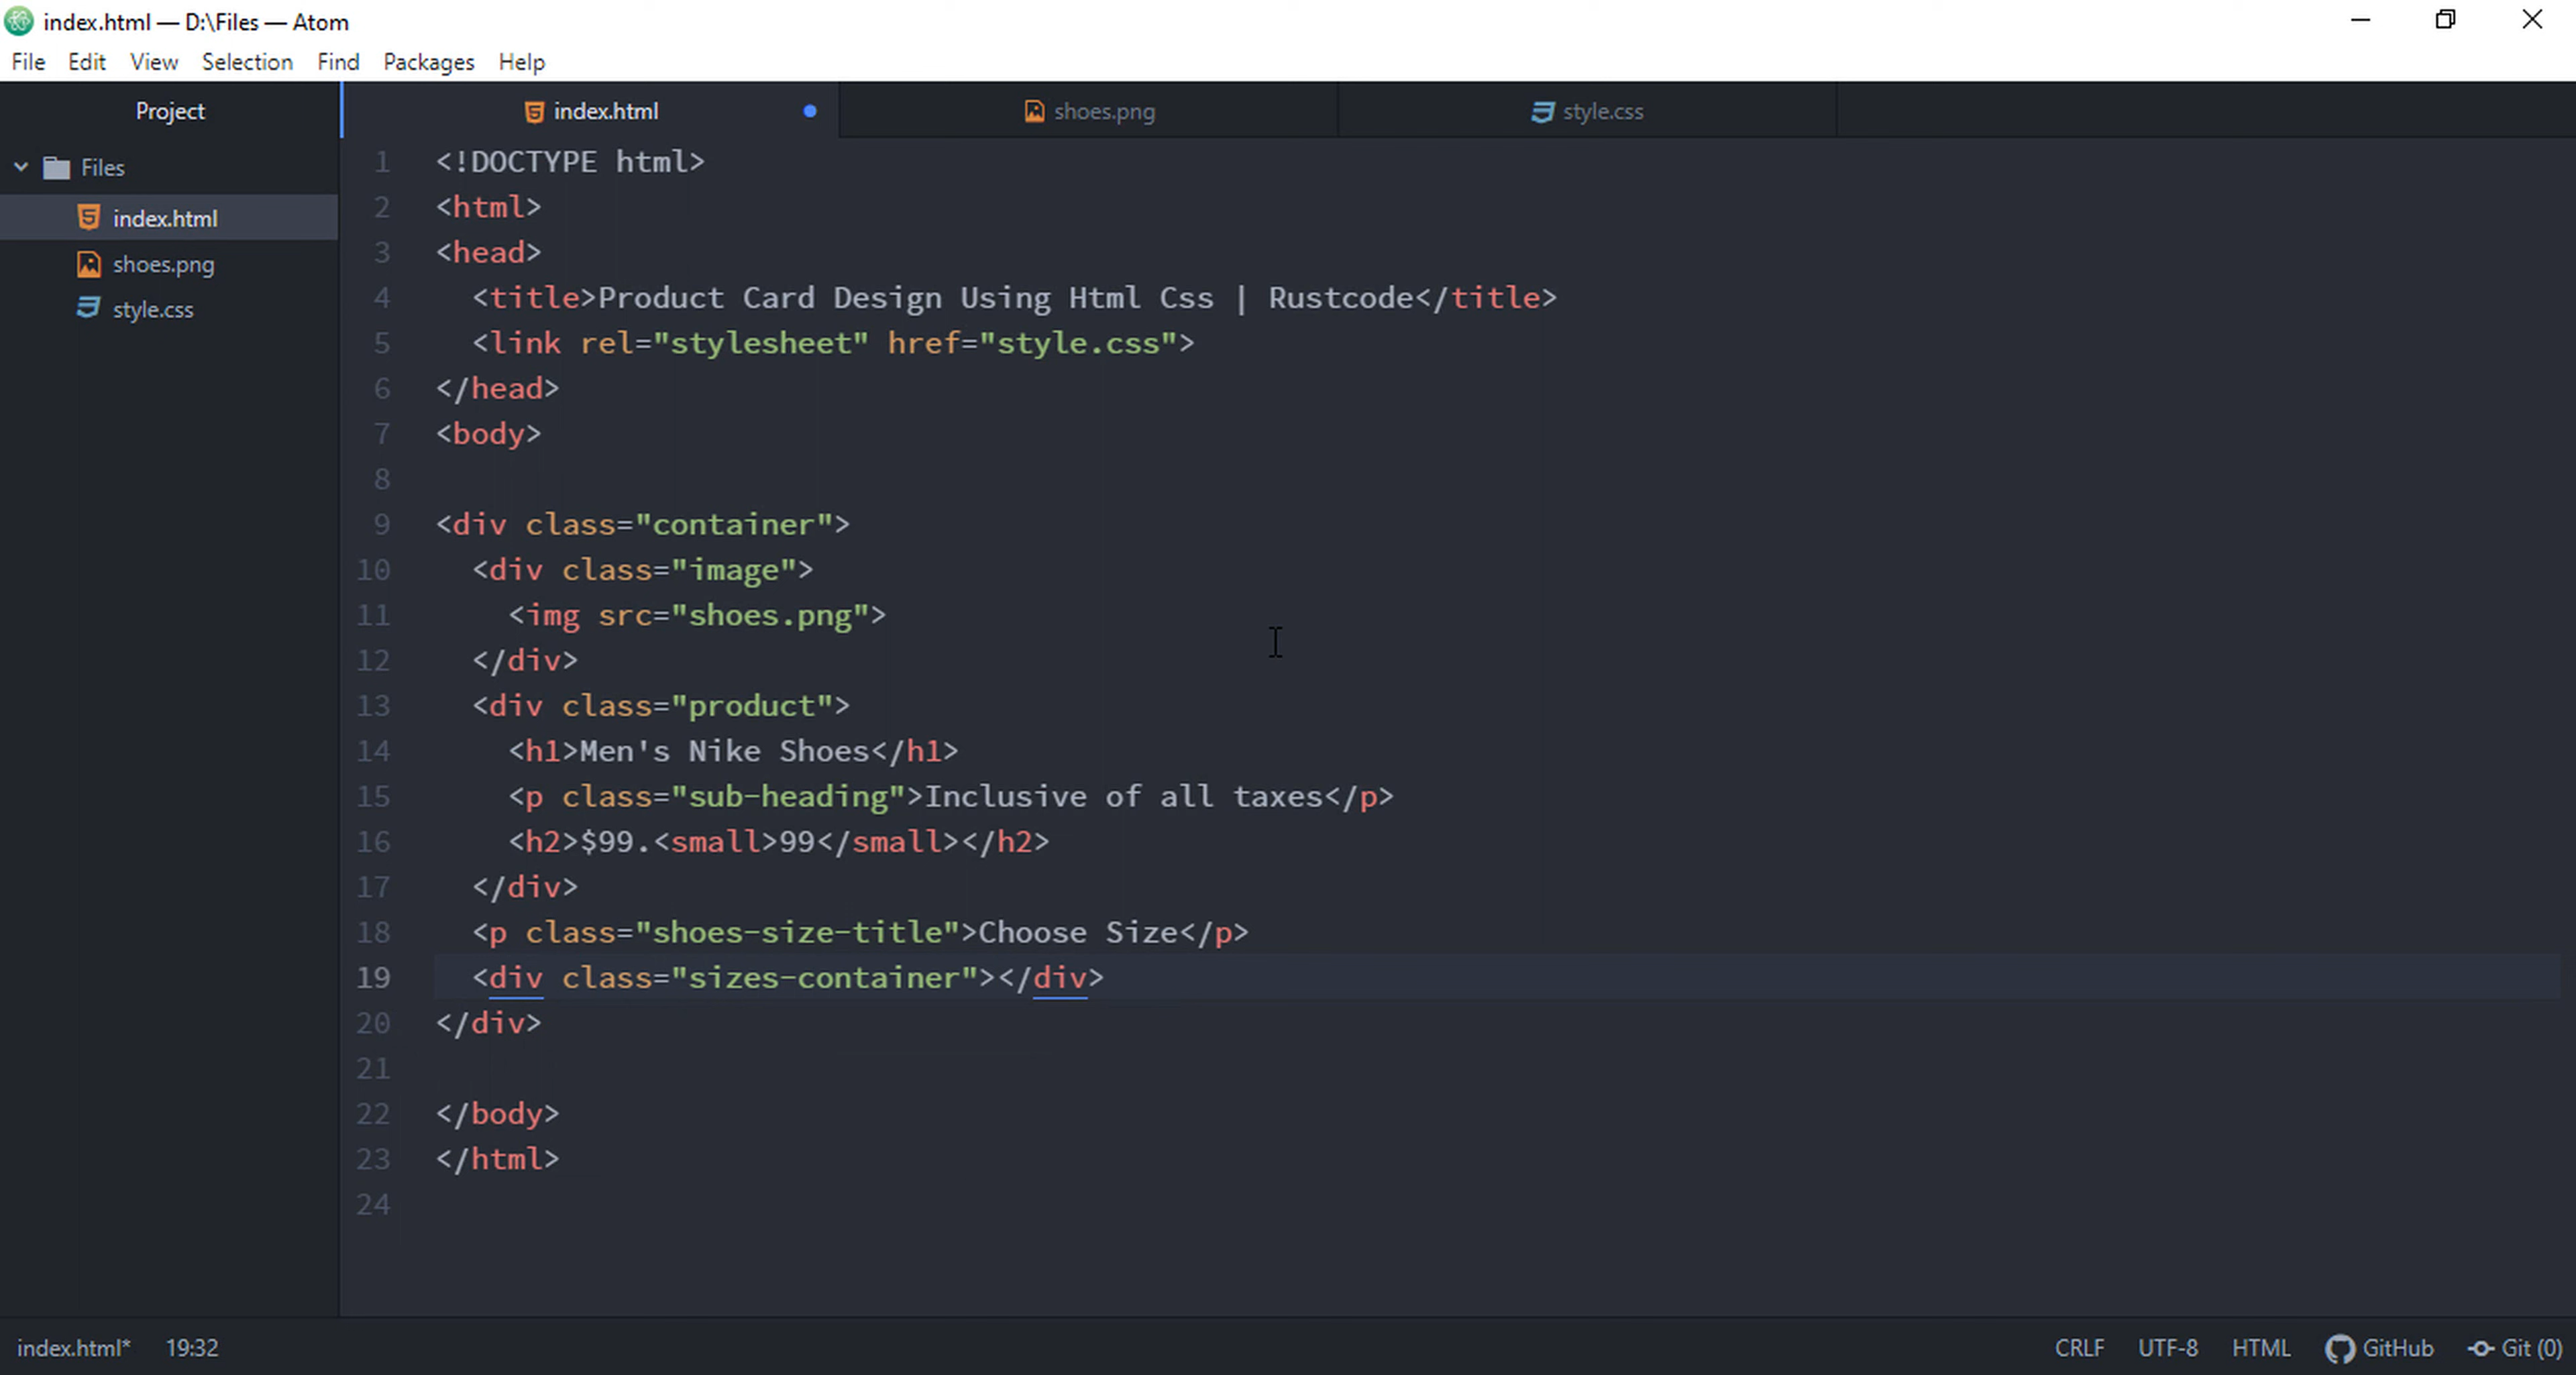 index.html — D:\Files — Atom
File Edit View Selection Find Packages Help
Project
index.html
shoes.png
style.css
Files
index.html
shoes.png
style.css
1 <!DOCTYPE html>
2 <html>
3 <head>
4 <title>Product Card Design Using Html Css | Rustcode</title>
5 <link rel="stylesheet" href="style.css">
6 </head>
7 <body>
8
9 <div class="container">
10 <div class="image">
11 <img src="shoes.png">
12 </div>
13 <div class="product">
14 <h1>Men's Nike Shoes</h1>
15 <p class="sub-heading">Inclusive of all taxes</p>
16 <h2>$99.<small>99</small></h2>
17 </div>
18 <p class="shoes-size-title">Choose Size</p>
19 <div class="sizes-container"></div>
20 </div>
21
22 </body>
23 </html>
24
index.html* 19:32 CRLF UTF-8 HTML GitHub Git (0)